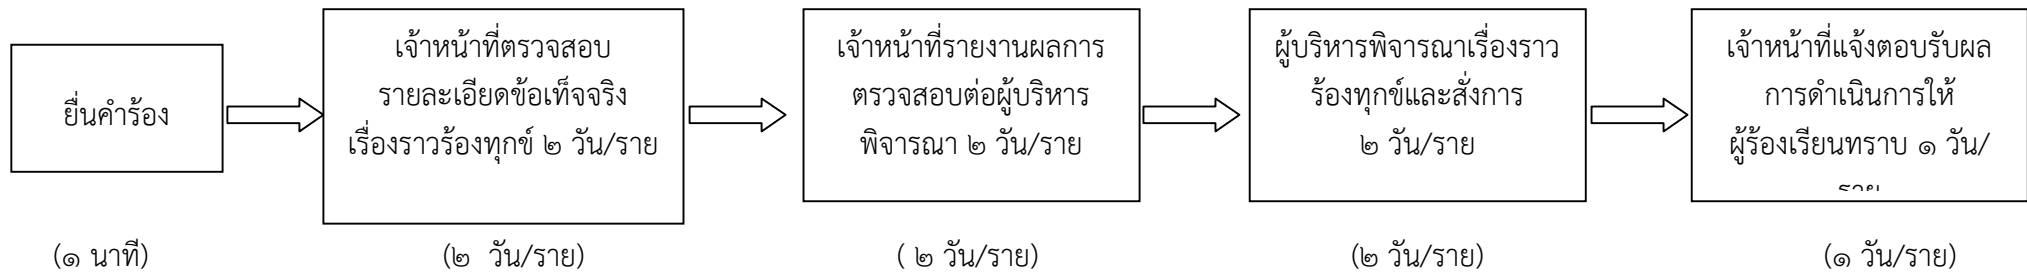 ยื่นคำร้อง
เจ้าหน้าที่ตรวจสอบ
รายละเอียดข้อเท็จจริง
เรื่องราวร้องทุกข์ ๒ วัน/ราย
เจ้าหน้าที่รายงานผลการ
ตรวจสอบต่อผู้บริหาร
พิจารณา ๒ วัน/ราย
ผู้บริหารพิจารณาเรื่องราว
ร้องทุกข์และสั่งการ
๒ วัน/ราย
เจ้าหน้าที่แจ้งตอบรับผล
การดำเนินการให้
ผู้ร้องเรียนทราบ ๑ วัน/
ราย
(๑ นาที)
(๒ วัน/ราย)
( ๒ วัน/ราย)
(๒ วัน/ราย)
(๑ วัน/ราย)